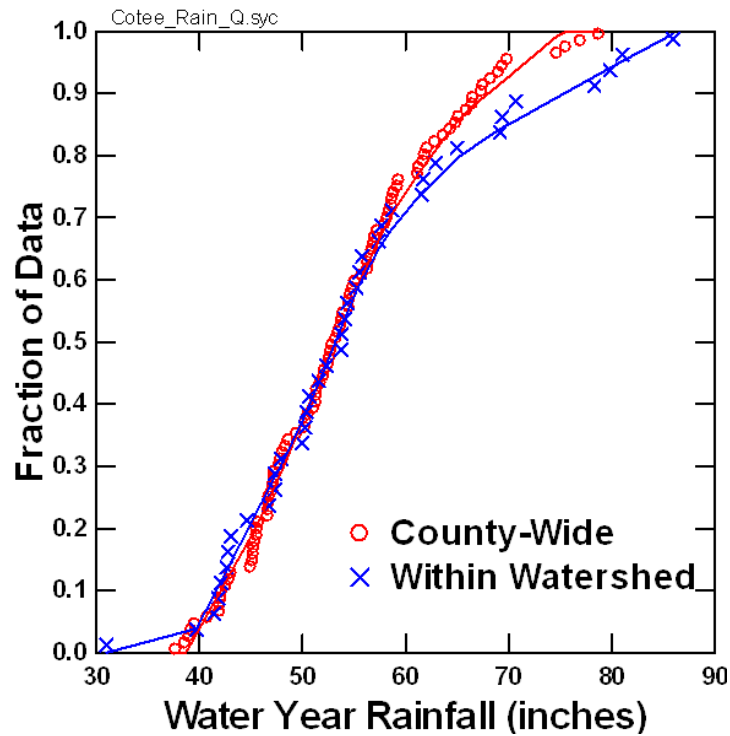 Cotee_Rain_Q.syc
1.0
0.9
0.8
0.7
0.6
0.5
0.4
0.3
0.2
0.1
0.0
Fraction of Data
County-Wide
Within Watershed
30 40 50 60 70 80 90
Water Year Rainfall (inches)